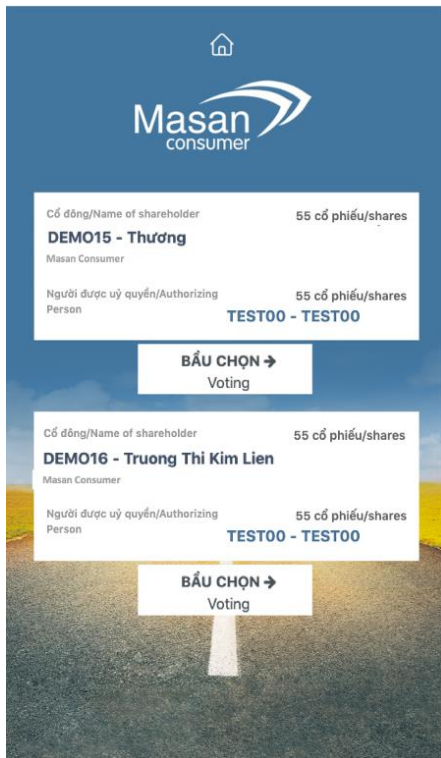 Masan
consumer
Cổ đông/Name of shareholder 55 cổ phiếu/shares
DEMO15 - Thương
Masan Consumer
Người được uỷ quyền/Authorizing 55 cổ phiếu/shares
Person TEST00 - TEST00
BẦU CHỌN →
Voting
Cổ đông/Name of shareholder 55 cổ phiếu/shares
DEMO16 - Truong Thi Kim Lien
Masan Consumer
Người được uỷ quyền/Authorizing 55 cổ phiếu/shares
Person TEST00 - TEST00
BẦU CHỌN →
Voting